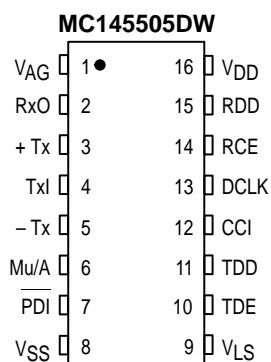 MC145505DW
VAG 1 16 VDD
RxO 2 15 RDD
+ Tx 3 14 RCE
TxI 4 13 DCLK
– Tx 5 12 CCI
Mu/A 6 11 TDD
PDI 7 10 TDE
VSS 8 9 VLS